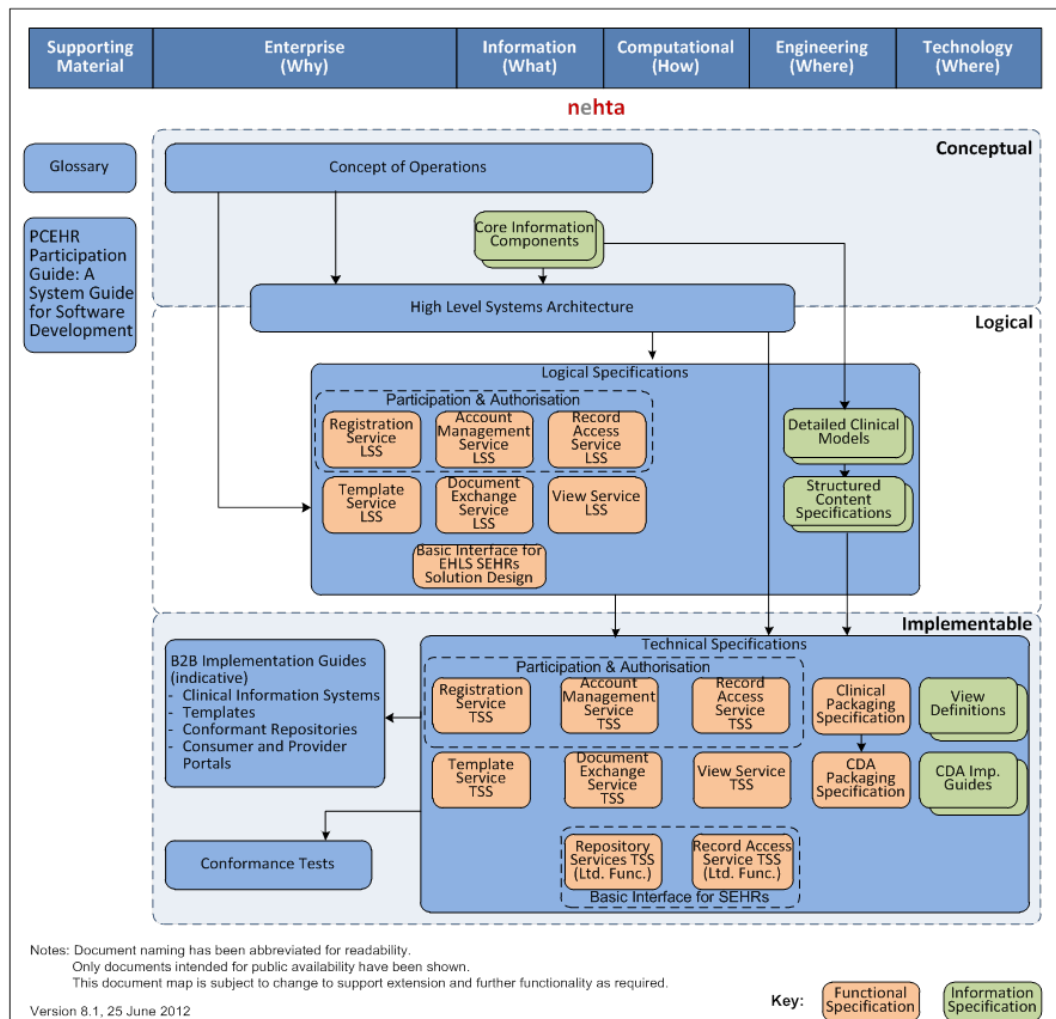 Supporting
Material
Enterprise
(Why)
Information
(What)
Computational
(How)
Engineering
(Where)
Technology
(Where)
nehta
Conceptual
Glossary
Concept of Operations
PCEHR
Participation
Guide: A
System Guide
for Software
Development
Core Information
Components
High Level Systems Architecture
Logical
Logical Specifications
Participation & Authorisation
Registration
Service
LSS
Account
Management
Service
LSS
Record
Access
Service
LSS
Detailed Clinical
Models
Template
Service
LSS
Document
Exchange
Service
LSS
View Service
LSS
Structured
Content
Specifications
Basic Interface for
EHLS SEHRs
Solution Design
Implementable
B2B Implementation Guides
(indicative)
- Clinical Information Systems
- Templates
- Conformant Repositories
- Consumer and Provider
Portals
Technical Specifications
Participation & Authorisation
Registration
Service
TSS
Account
Management
Service
TSS
Record
Access
Service
TSS
Clinical
Packaging
Specification
View
Definitions
Template
Service
TSS
Document
Exchange
Service
TSS
View Service
TSS
CDA
Packaging
Specification
CDA Imp.
Guides
Conformance Tests
Repository
Services TSS
(Ltd. Func.)
Record Access
Service TSS
(Ltd. Func.)
Basic Interface for SEHRs
Notes: Document naming has been abbreviated for readability.
Only documents intended for public availability have been shown.
This document map is subject to change to support extension and further functionality as required.
Version 8.1, 25 June 2012
Key:
Functional
Specification
Information
Specification